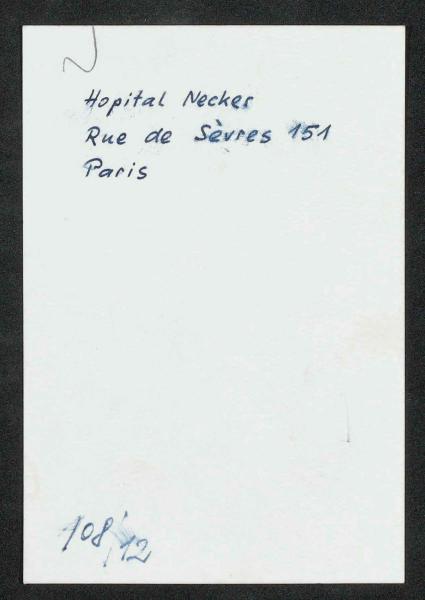 Hopital Necker
Rue de Sèvres 151
Paris
108/12